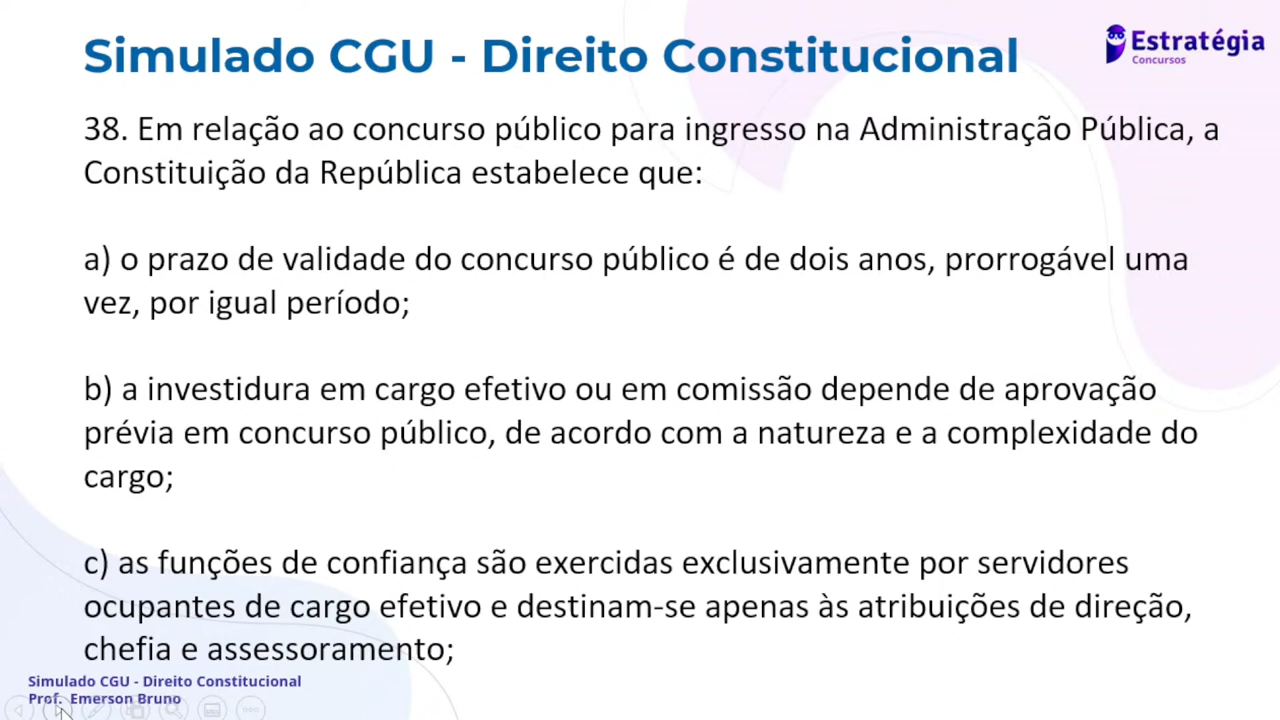 Simulado CGU - Direito Constitucional
Estratégia
Concursos
38. Em relação ao concurso público para ingresso na Administração Pública, a
Constituição da República estabelece que:
a) o prazo de validade do concurso público é de dois anos, prorrogável uma
vez, por igual período;
b) a investidura em cargo efetivo ou em comissão depende de aprovação
prévia em concurso público, de acordo com a natureza e a complexidade do
cargo;
c) as funções de confiança são exercidas exclusivamente por servidores
ocupantes de cargo efetivo e destinam-se apenas às atribuições de direção,
chefia e assessoramento;
Simulado CGU - Direito Constitucional
Prof. Emerson Bruno